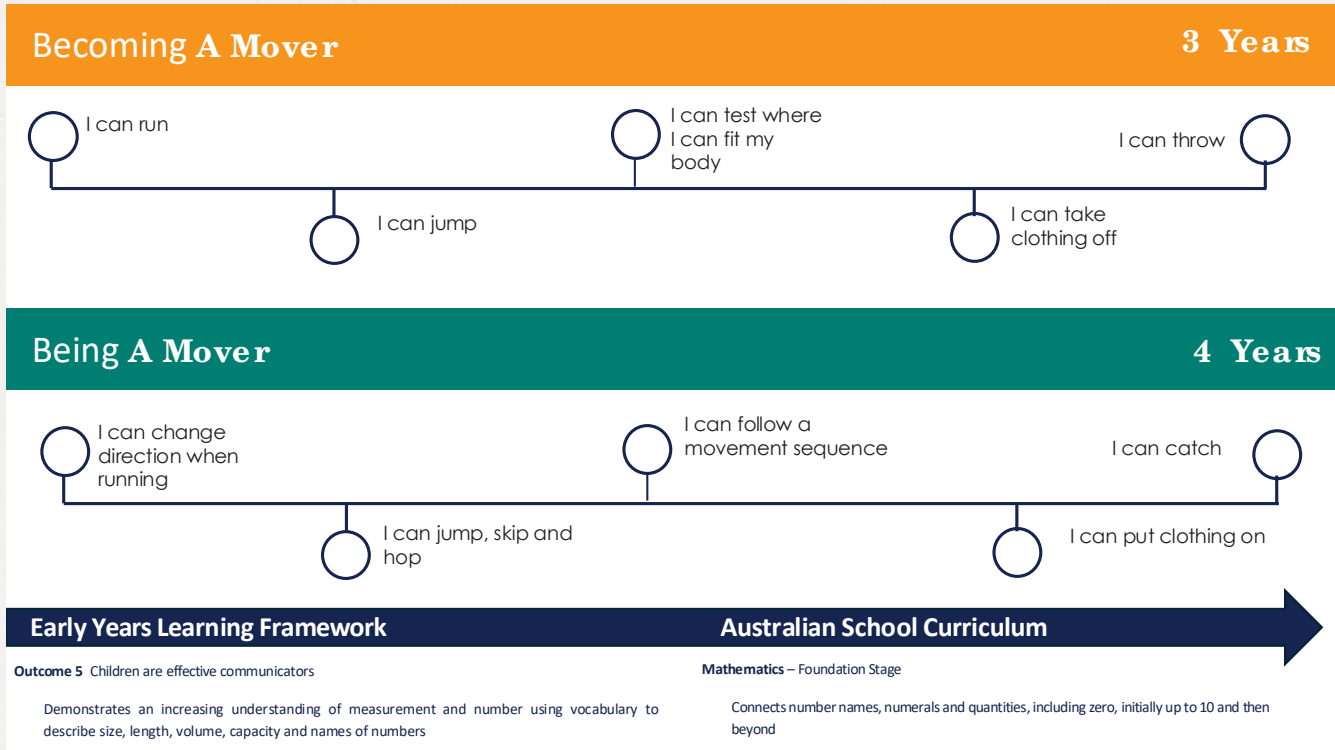 Becoming A Mover
3 Years
I can run
I can jump
I can test where
I can fit my
body
I can take
clothing off
I can throw
Being A Mover
4 Years
I can change
direction when
running
I can jump, skip and
hop
I can follow a
movement sequence
I can put clothing on
I can catch
Early Years Learning Framework
Australian School Curriculum
Outcome 5 Children are effective communicators
Demonstrates an increasing understanding of measurement and number using vocabulary to
describe size, length, volume, capacity and names of numbers
Mathematics – Foundation Stage
Connects number names, numerals and quantities, including zero, initially up to 10 and then
beyond